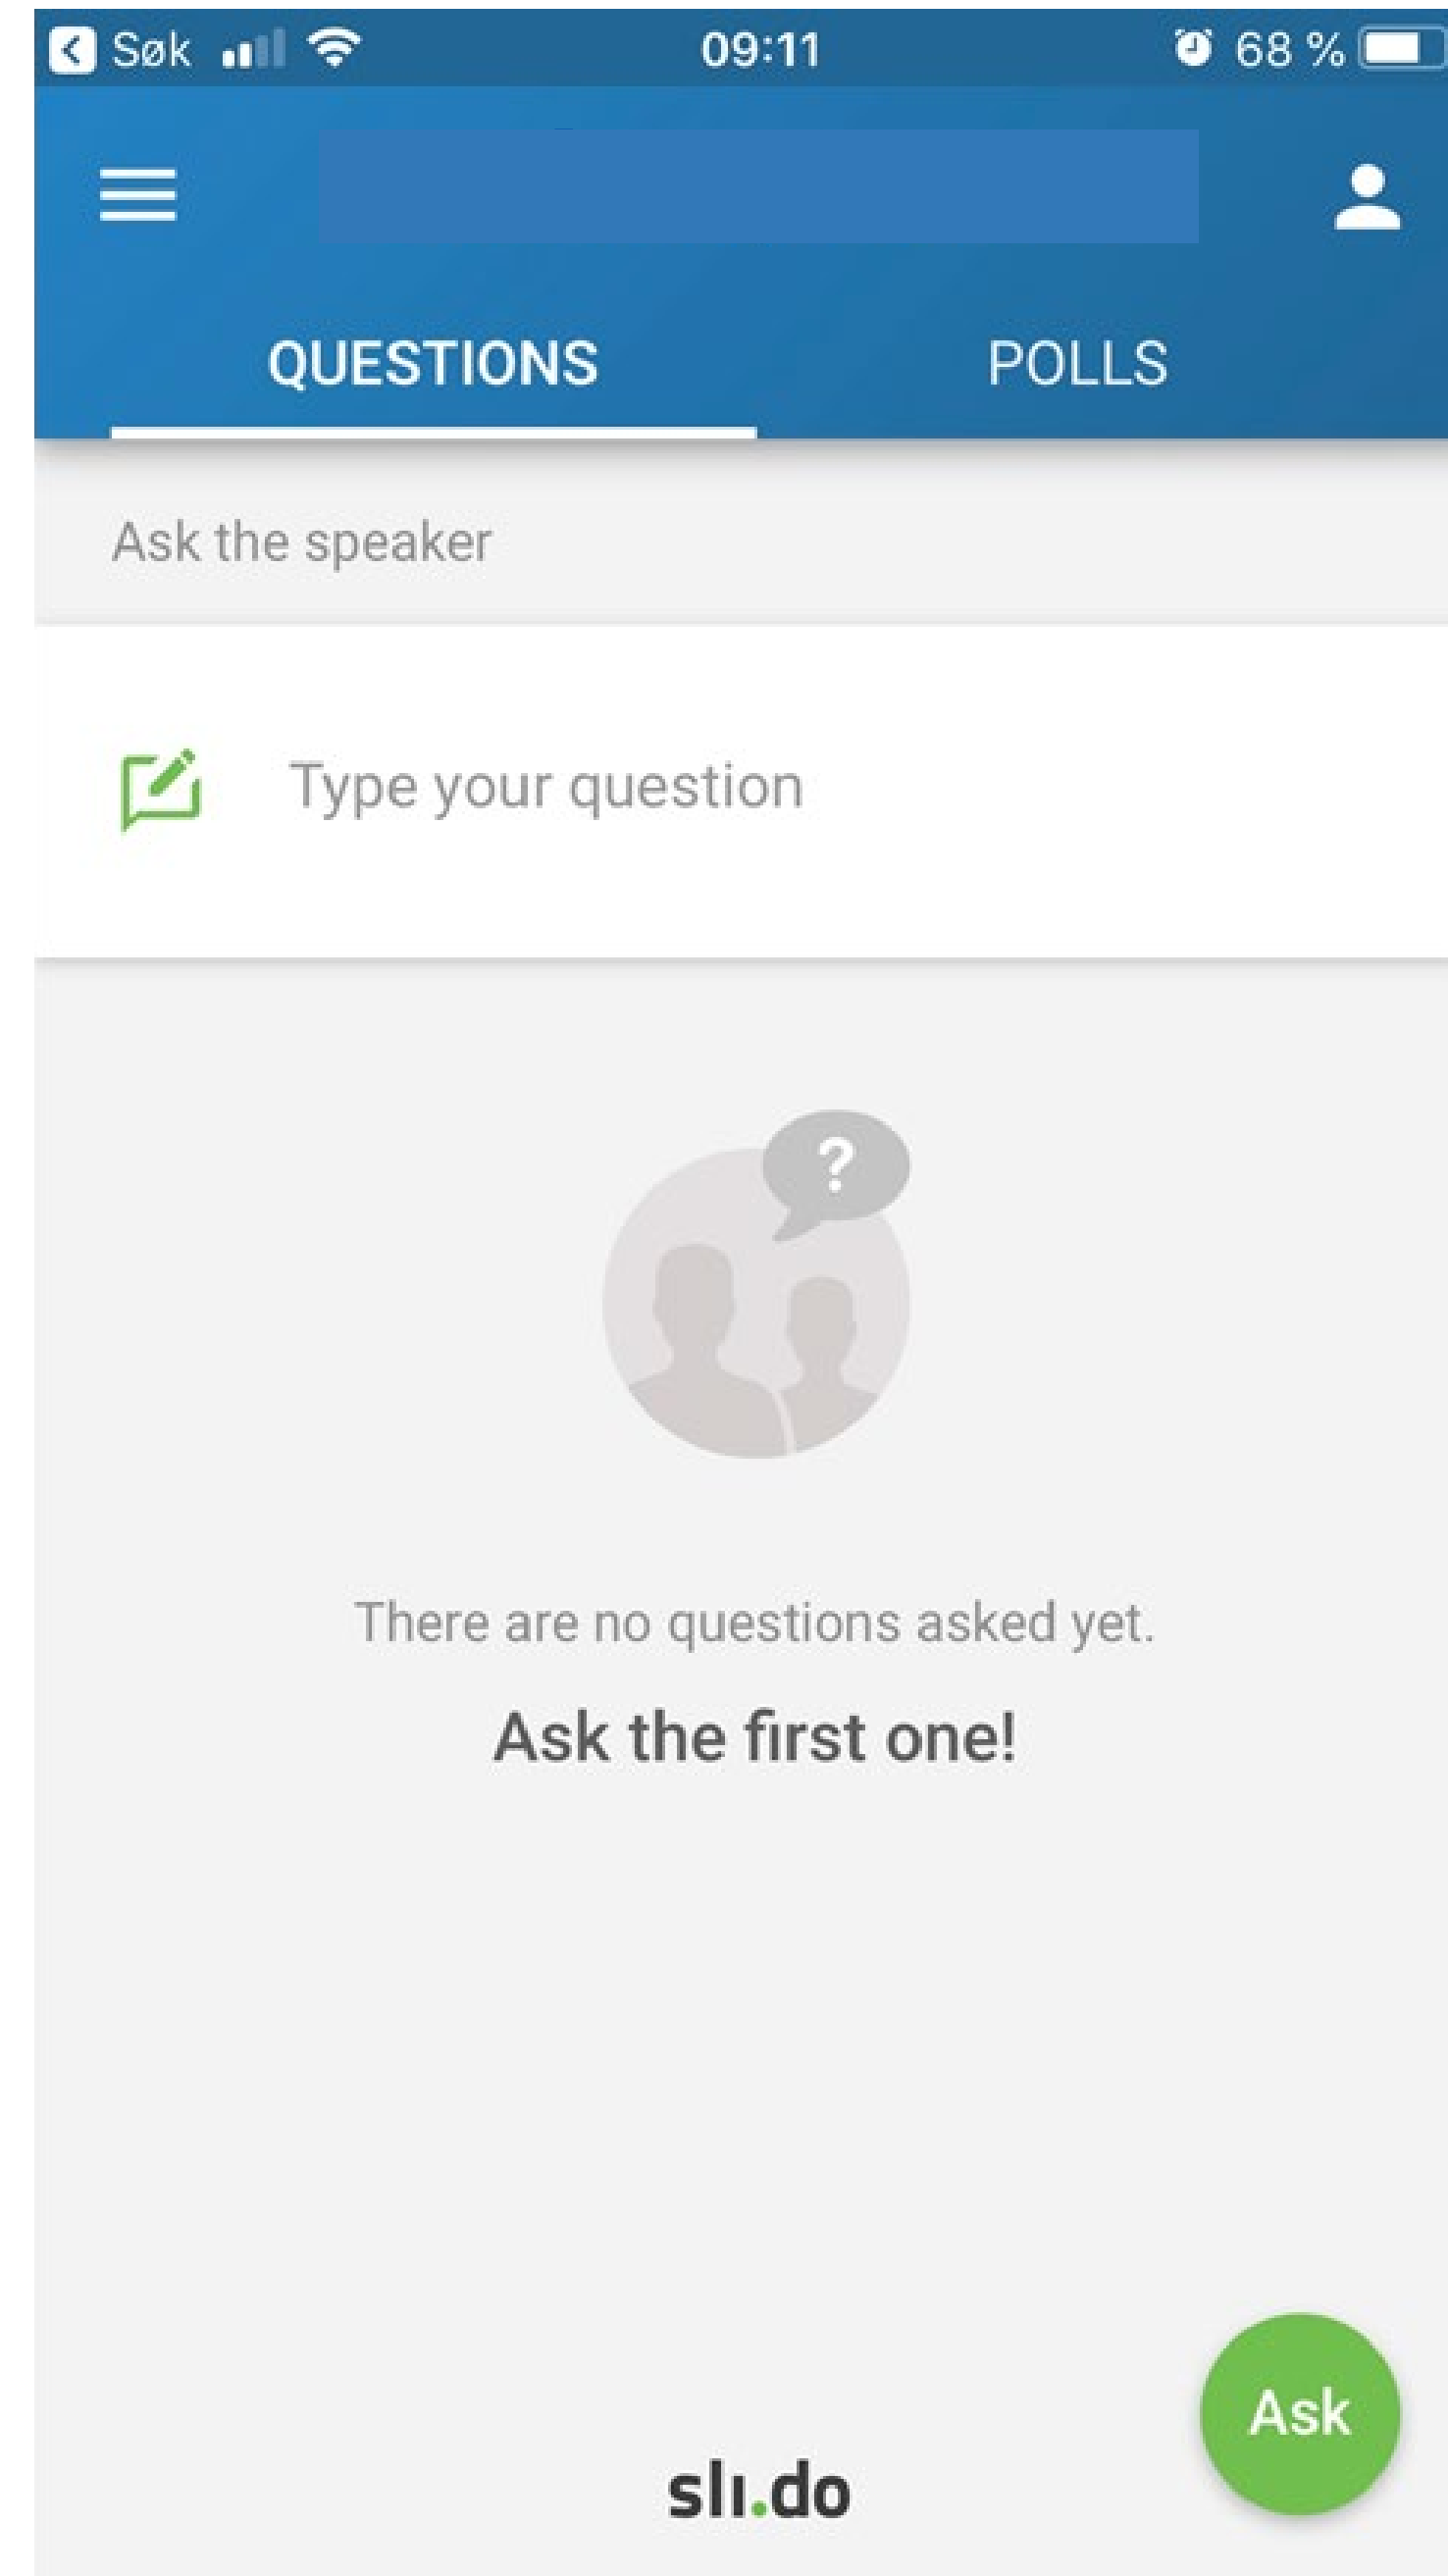 Søk 09:11 68 %
QUESTIONS POLLS
Ask the speaker
Type your question
?
There are no questions asked yet.
Ask the first one!
Ask
sli.do